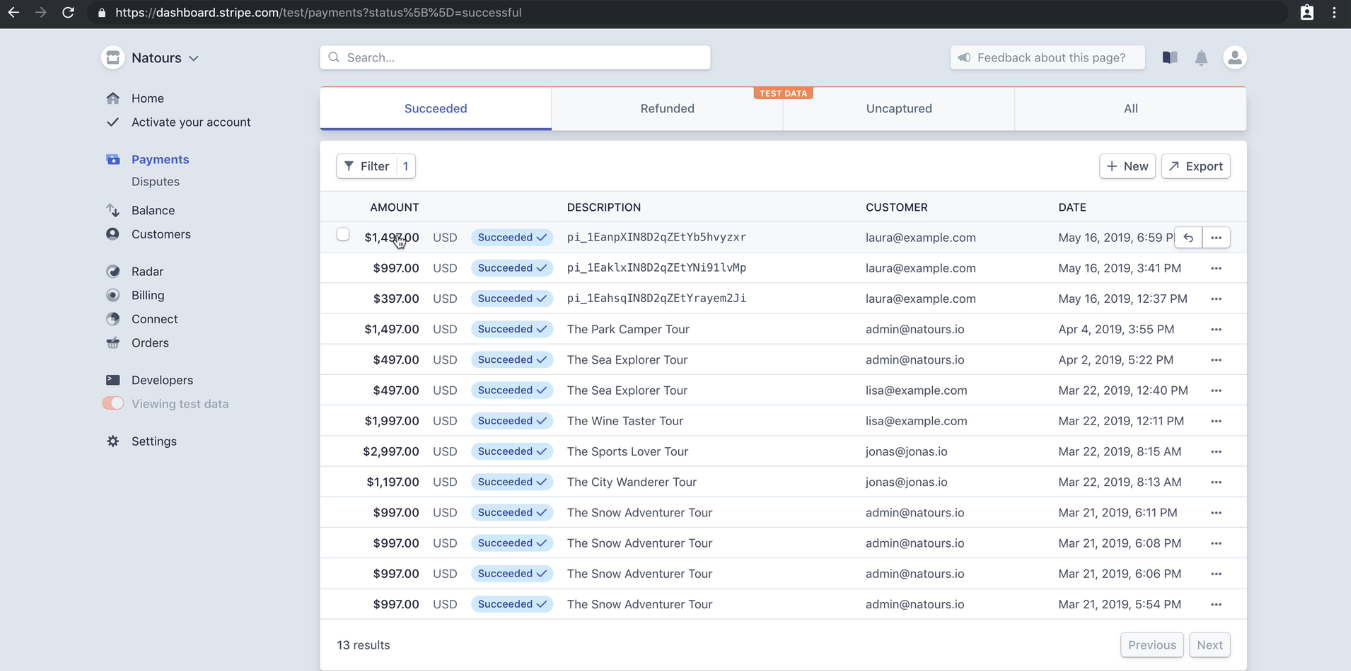 https://dashboard.stripe.com/test/payments?status%5B%5D=successful
Natours
Search...
Feedback about this page?
Home
Activate your account
Payments
Disputes
Balance
Customers
Radar
Billing
Connect
Orders
Developers
Viewing test data
Settings
TEST DATA
Succeeded Refunded Uncaptured All
Filter 1 New Export
AMOUNT DESCRIPTION CUSTOMER DATE
$1,497.00 USD Succeeded pi_1EanpXIN8D2qZEtYb5hvyzxr laura@example.com May 16, 2019, 6:59 P
$997.00 USD Succeeded pi_1EaklxIN8D2qZEtYNi91lvMp laura@example.com May 16, 2019, 3:41 PM
$397.00 USD Succeeded pi_1EahsqIN8D2qZEtYrayem2Ji laura@example.com May 16, 2019, 12:37 PM
$1,497.00 USD Succeeded The Park Camper Tour admin@natours.io Apr 4, 2019, 3:55 PM
$497.00 USD Succeeded The Sea Explorer Tour admin@natours.io Apr 2, 2019, 5:22 PM
$497.00 USD Succeeded The Sea Explorer Tour lisa@example.com Mar 22, 2019, 12:40 PM
$1,997.00 USD Succeeded The Wine Taster Tour lisa@example.com Mar 22, 2019, 12:11 PM
$2,997.00 USD Succeeded The Sports Lover Tour jonas@jonas.io Mar 22, 2019, 8:15 AM
$1,197.00 USD Succeeded The City Wanderer Tour jonas@jonas.io Mar 22, 2019, 8:13 AM
$997.00 USD Succeeded The Snow Adventurer Tour admin@natours.io Mar 21, 2019, 6:11 PM
$997.00 USD Succeeded The Snow Adventurer Tour admin@natours.io Mar 21, 2019, 6:08 PM
$997.00 USD Succeeded The Snow Adventurer Tour admin@natours.io Mar 21, 2019, 6:06 PM
$997.00 USD Succeeded The Snow Adventurer Tour admin@natours.io Mar 21, 2019, 5:54 PM
13 results Previous Next